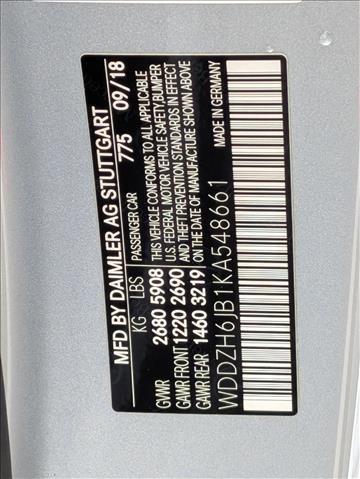 MFD BY DAIMLER AG STUTTGART
775 09/18
KG LBS PASSENGER CAR
GVWR 2680 5908 THIS VEHICLE CONFORMS TO ALL APPLICABLE
U.S. FEDERAL MOTOR VEHICLE SAFETY,BUMPER
GAWR FRONT 1220 2690 AND THEFT PREVENTION STANDARDS IN EFFECT
GAWR REAR 1460 3219 ON THE DATE OF MANUFACTURE SHOWN ABOVE
WDDZH6JB1KA548661 MADE IN GERMANY